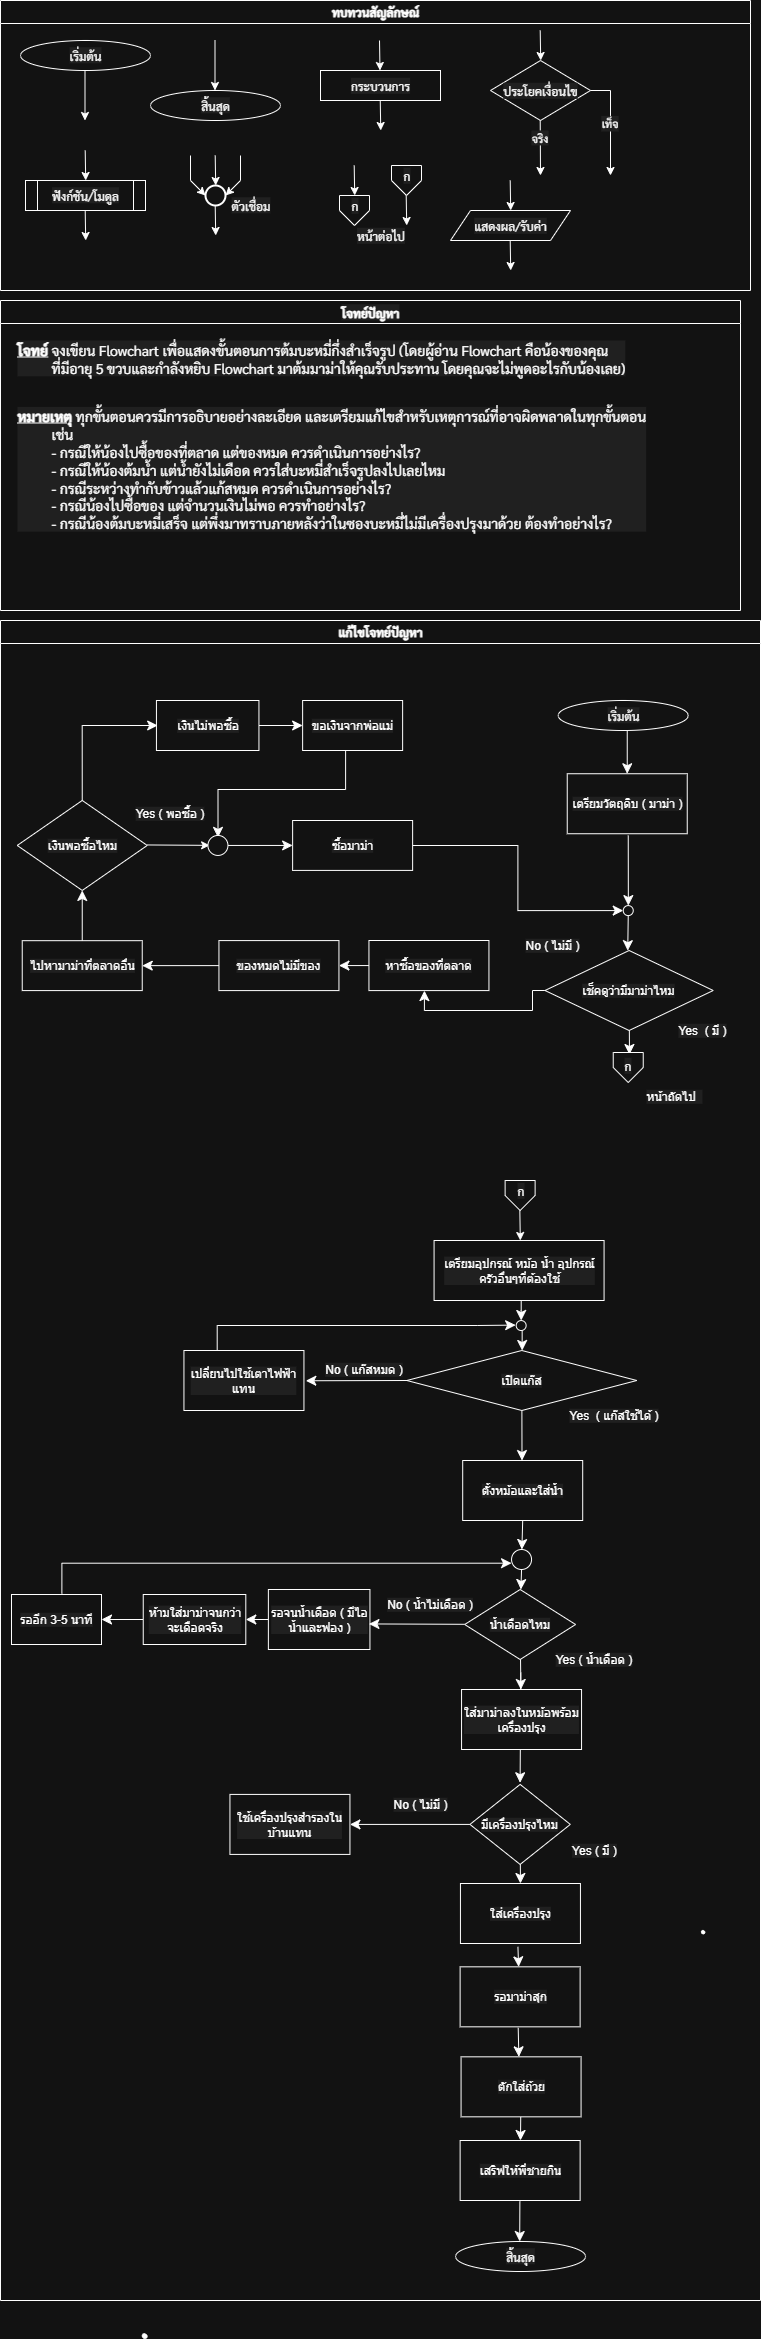 ทบทวนสัญลักษณ์
เริ่มต้น
สิ้นสุด
กระบวนการ
ประโยคเงื่อนไข
จริง
เท็จ
ฟังก์ชัน/โมดูล
ตัวเชื่อม
ก
ก
หน้าต่อไป
แสดงผล/รับค่า
โจทย์ปัญหา
โจทย์ จงเขียน Flowchart เพื่อแสดงขั้นตอนการต้มบะหมี่กึ่งสำเร็จรูป (โดยผู้อ่าน Flowchart คือน้องของคุณ
ที่มีอายุ 5 ขวบและกำลังหยิบ Flowchart มาต้มมาม่าให้คุณรับประทาน โดยคุณจะไม่พูดอะไรกับน้องเลย)
หมายเหตุ ทุกขั้นตอนควรมีการอธิบายอย่างละเอียด และเตรียมแก้ไขสำหรับเหตุการณ์ที่อาจผิดพลาดในทุกขั้นตอน
เช่น
- กรณีให้น้องไปซื้อของที่ตลาด แต่ของหมด ควรดำเนินการอย่างไร?
- กรณีให้น้องต้มน้ำ แต่น้ำยังไม่เดือด ควรใส่บะหมี่สำเร็จรูปลงไปเลยไหม
- กรณีระหว่างทำกับข้าวแล้วแก๊สหมด ควรดำเนินการอย่างไร?
- กรณีน้องไปซื้อของ แต่จำนวนเงินไม่พอ ควรทำอย่างไร?
- กรณีน้องต้มบะหมี่เสร็จ แต่พึ่งมาทราบภายหลังว่าในซองบะหมี่ไม่มีเครื่องปรุงมาด้วย ต้องทำอย่างไร?
แก้ไขโจทย์ปัญหา
เงินไม่พอซื้อ
ขอเงินจากพ่อแม่
เริ่มต้น
เตรียมวัตถุดิบ ( มาม่า )
Yes ( พอซื้อ )
เงินพอซื้อไหม
ซื้อมาม่า
No ( ไม่มี )
ไปหามาม่าที่ตลาดอื่น
ของหมดไม่มีของ
หาซื้อของที่ตลาด
เช็คดูว่ามีมาม่าไหม
Yes ( มี )
ก
หน้าถัดไป
ก
เตรียมอุปกรณ์ หม้อ น้ำ อุปกรณ์
ครัวอื่นๆที่ต้องใช้
เปลี่ยนไปใช้เตาไฟฟ้า
แทน
No ( แก๊สหมด )
เปิดแก๊ส
Yes ( แก๊สใช้ได้ )
ตั้งหม้อและใส่น้ำ
รออีก 3-5 นาที
ห้ามใส่มาม่าจนกว่า
จะเดือดจริง
รอจนน้ำเดือด ( มีไอ
น้ำและฟอง )
No ( น้ำไม่เดือด )
น้ำเดือดไหม
Yes ( น้ำเดือด )
ใส่มาม่าลงในหม้อพร้อม
เครื่องปรุง
No ( ไม่มี )
ใช้เครื่องปรุงสำรองใน
บ้านแทน
มีเครื่องปรุงไหม
Yes ( มี )
ใส่เครื่องปรุง
รอมาม่าสุก
ตักใส่ถ้วย
เสริฟให้พี่ชายกิน
สิ้นสุด